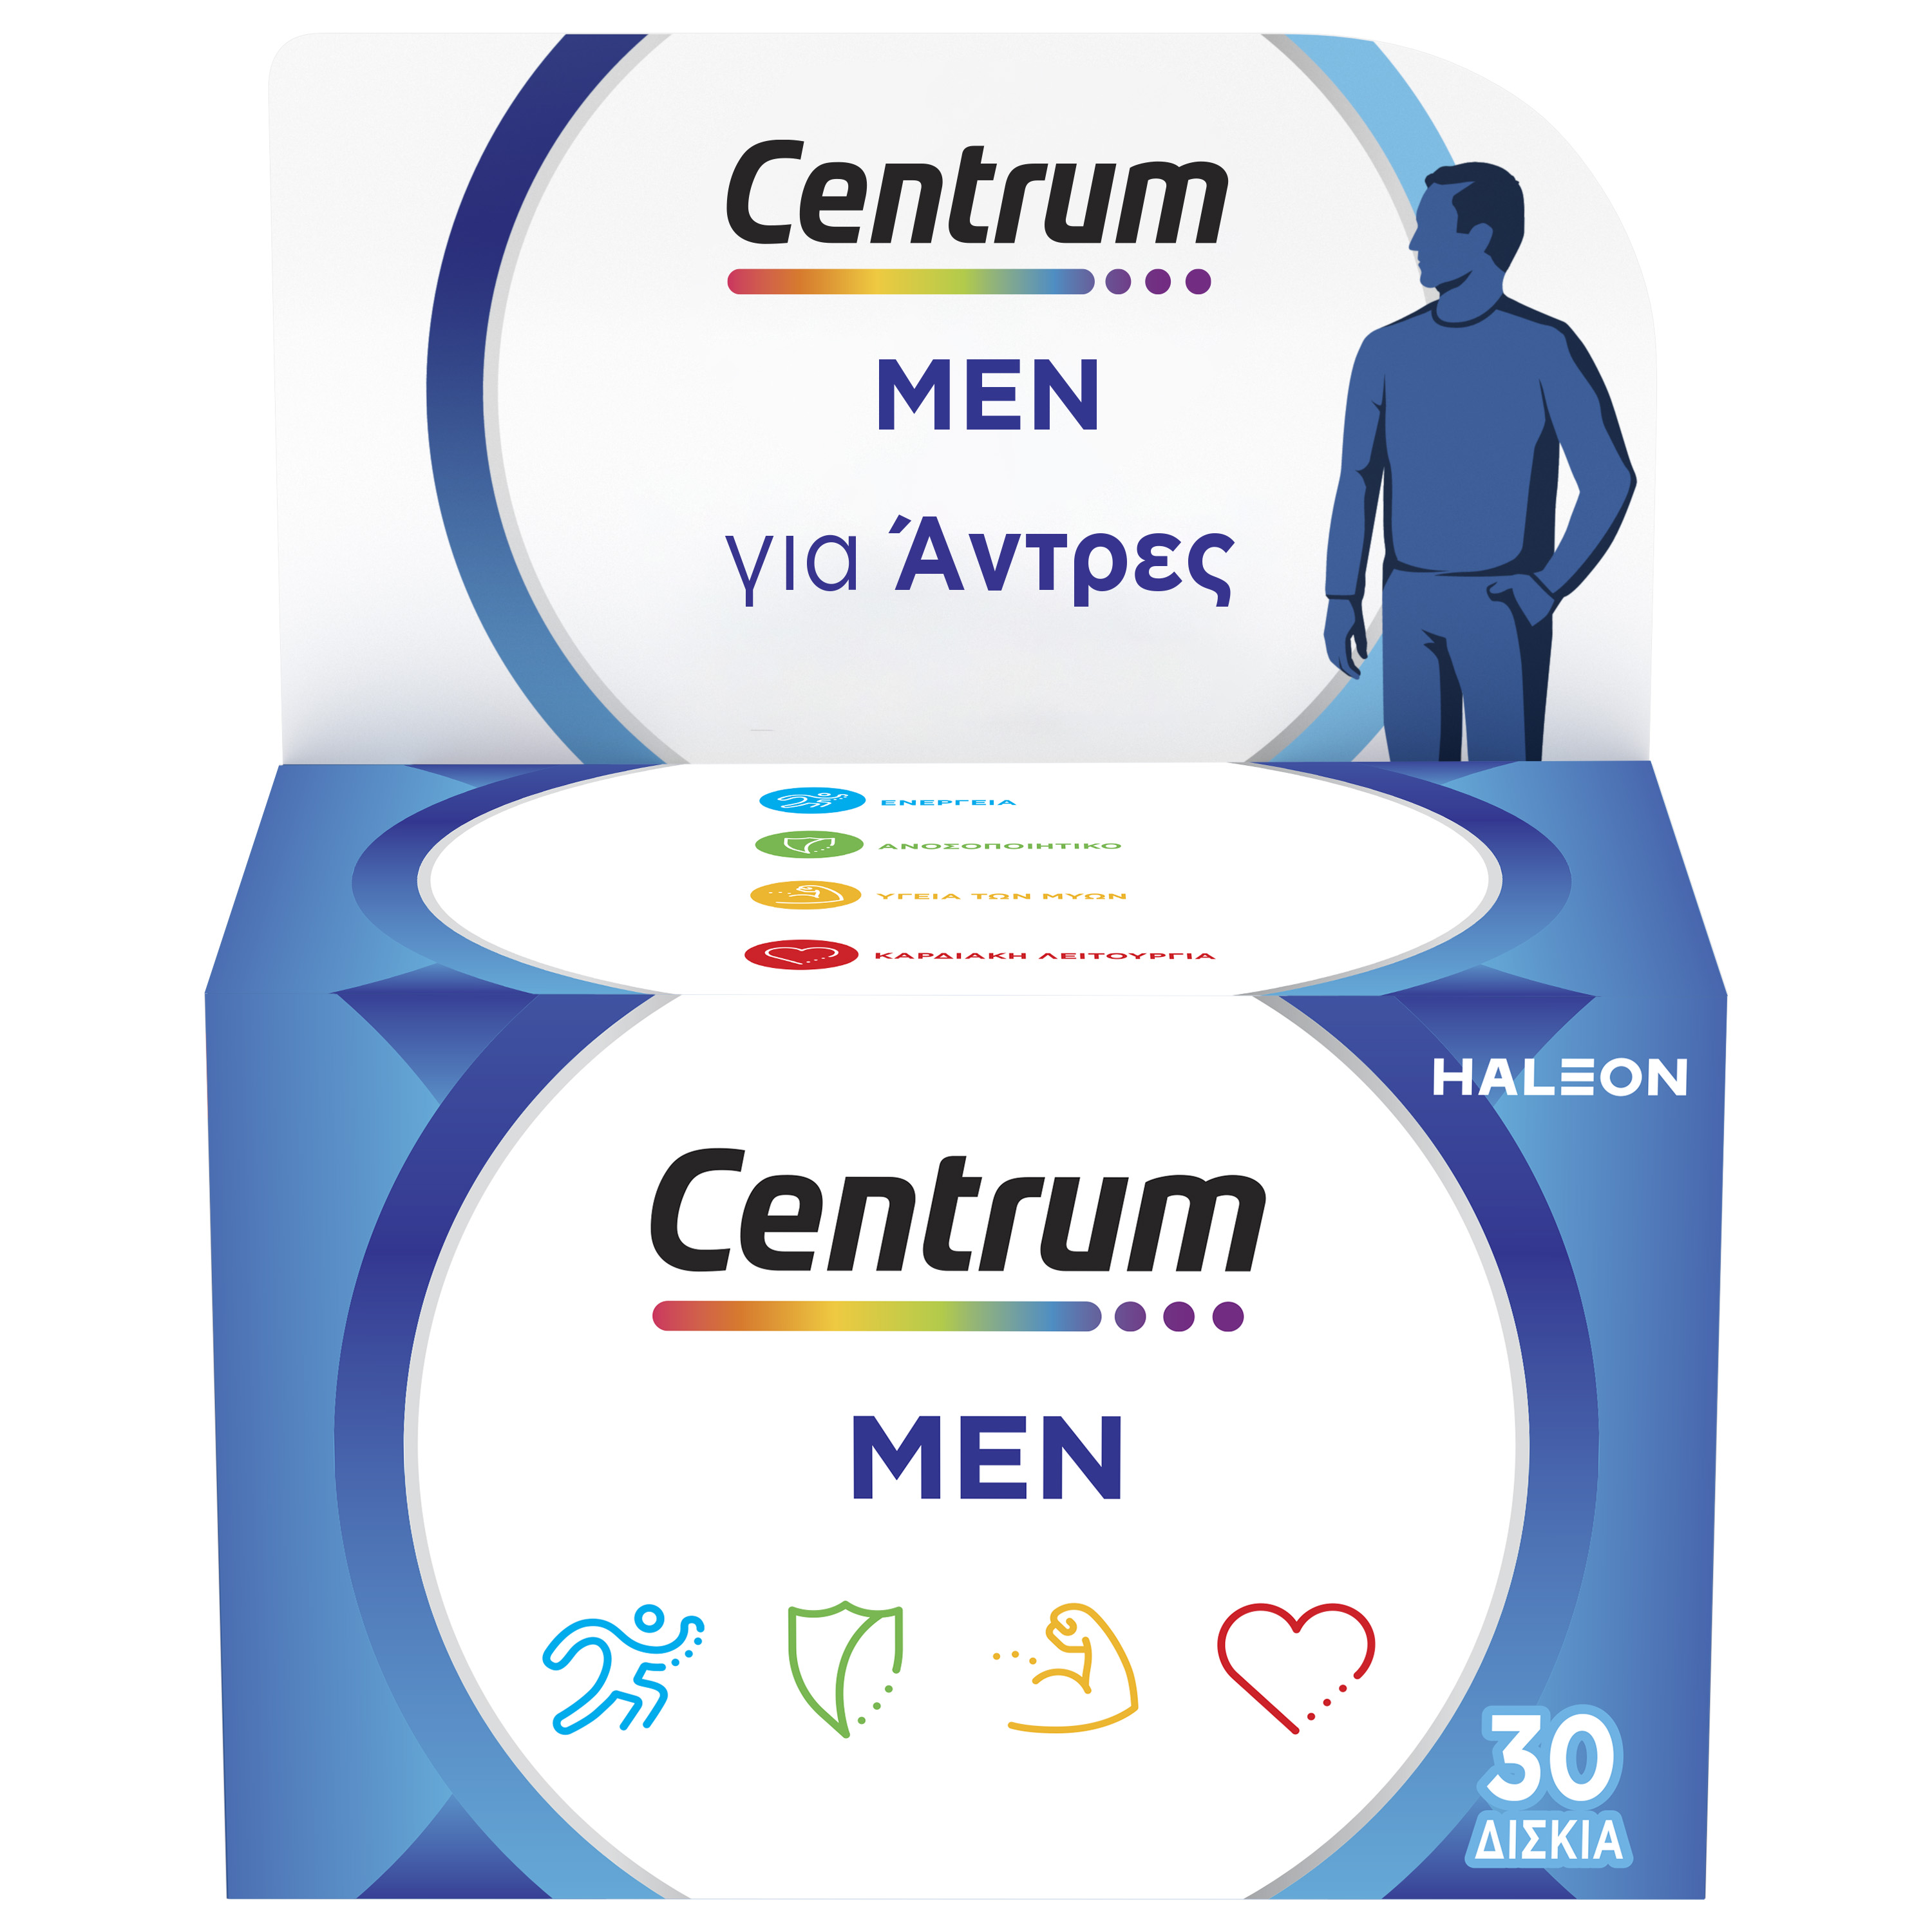 Centrum
MEN
για Άντρες
ΕΝΕΡΓΕΙΑ
ΑΝΟΣΟΠΟΙΗΤΙΚΟ
ΥΓΕΙΑ ΤΩΝ ΜΥΩΝ
ΚΑΡΔΙΑΚΗ ΛΕΙΤΟΥΡΓΙΑ
HALEON
Centrum
MEN
30
ΔΙΣΚΙΑ